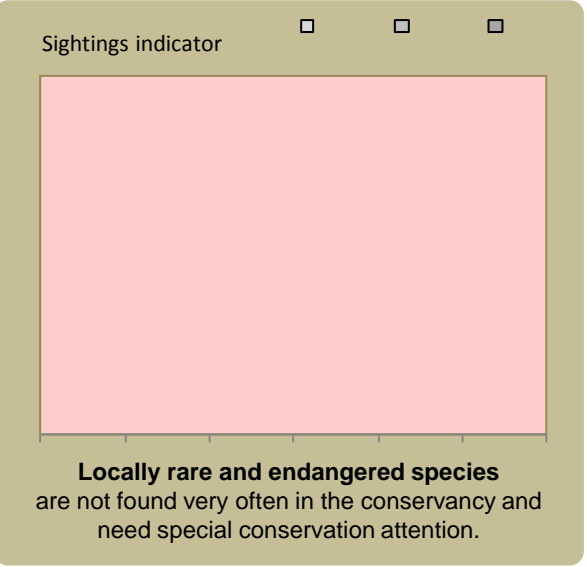 Sightings indicator
Locally rare and endangered species
are not found very often in the conservancy and
need special conservation attention.